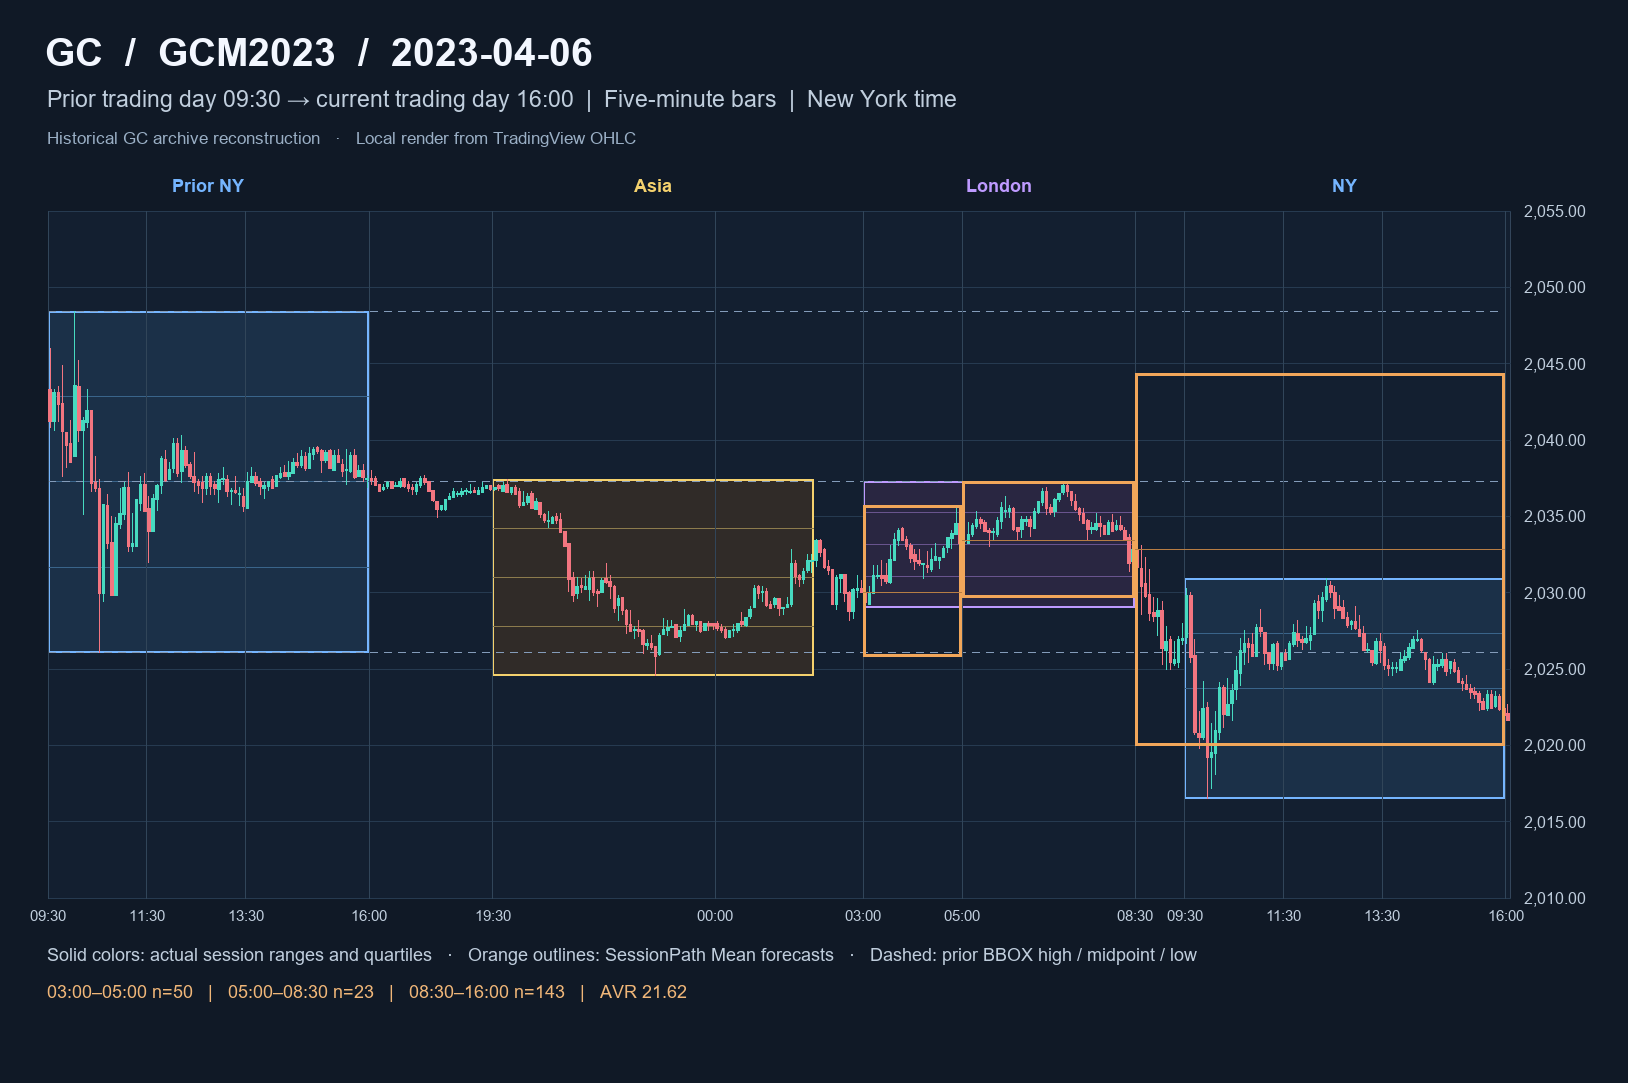 GC / GCM2023 / 2023-04-06
Prior trading day 09:30 → current trading day 16:00 | Five-minute bars | New York time
Historical GC archive reconstruction · Local render from TradingView OHLC
Prior NY Asia London NY
2,055.00
2,050.00
2,045.00
2,040.00
2,035.00
2,030.00
2,025.00
2,020.00
2,015.00
2,010.00
09:30 11:30 13:30 16:00 19:30 00:00 03:00 05:00 08:30 09:30 11:30 13:30 16:00
Solid colors: actual session ranges and quartiles · Orange outlines: SessionPath Mean forecasts · Dashed: prior BBOX high / midpoint / low
03:00–05:00 n=50 | 05:00–08:30 n=23 | 08:30–16:00 n=143 | AVR 21.62